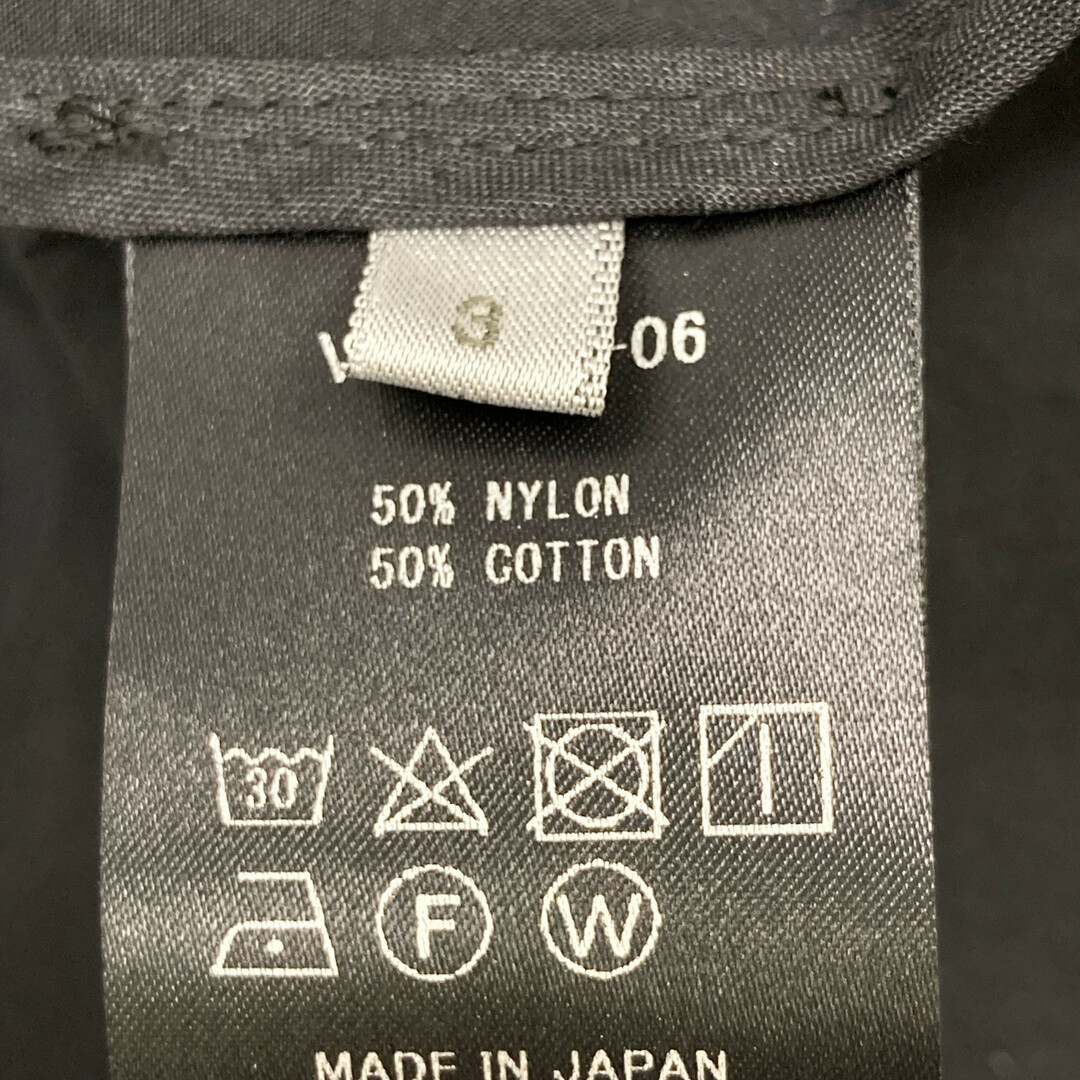 3
-06
50% NYLON
50% COTTON
30
F W
MADE IN JAPAN